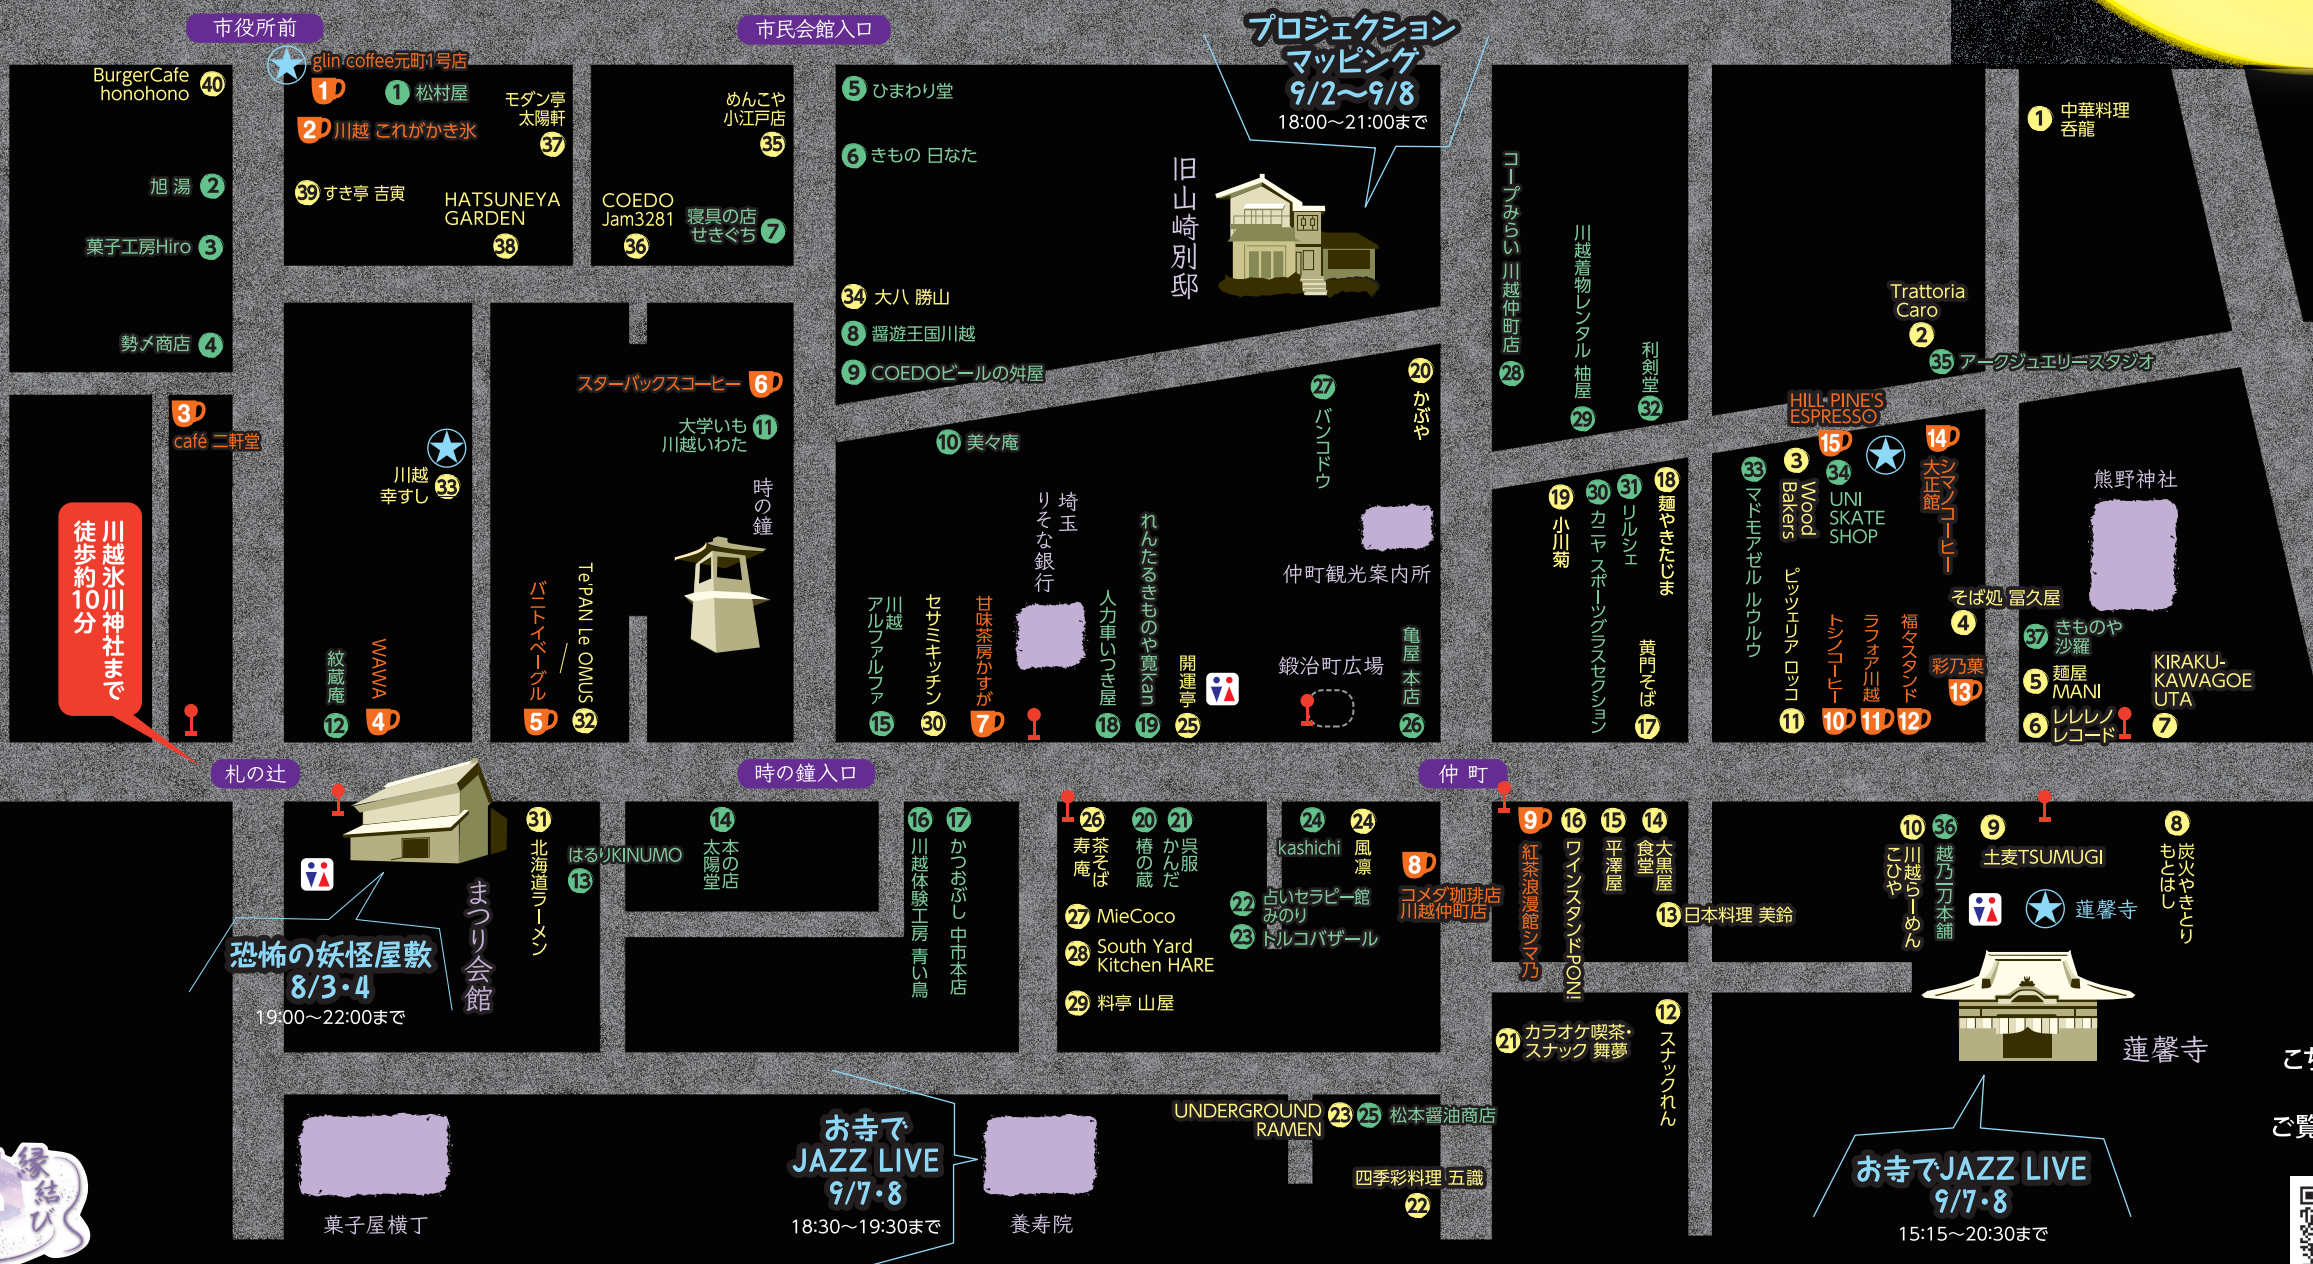 市役所前
市民会館入口
プロジェクション
マッピング
9/2〜9/8
18:00〜21:00まで
BurgerCafe
honohono
40
glin coffee元町1号店
1
1 松村屋
2 川越 これがかき氷
モダン亭
太陽軒
37
めんこや
小江戸店
35
5 ひまわり堂
6 きもの 日なた
旧山崎別邸
旭湯 2
39 すき亭 吉寅
HATSUNEYA
GARDEN
38
COEDO
Jam3281
36
寝具の店
せきぐち
7
菓子工房Hiro 3
勢〆商店 4
34 大八 勝山
8 醤遊王国川越
9 COEDOビールの舛屋
コープみらい 川越仲町店
28
川越着物レンタル 柚屋
29
利剣堂
32
1 中華料理
呑龍
Trattoria
Caro
2
35 アークジュエリースタジオ
3
café 二軒堂
スターバックスコーヒー 6
大学いも
川越いわた
11
川越
幸すし
33
時の鐘
10 美々庵
27
バンコドウ
20
かぶや
HILL PINE'S
ESPRESSO
15
14
シマノコーヒー
大正館
33
マドモアゼル ルウルウ
3
Wood
Bakers
34
UNI
SKATE
SHOP
熊野神社
19
小川菊
30
カニヤ スポーツグラスセクション
31
リルシェ
18
麺やきたじま
川越氷川神社まで
徒歩約10分
埼玉
りそな銀行
仲町観光案内所
鍛治町広場
紋蔵庵
12
WAWA
4
バニトイベーグル
5
Te'PAN Le OMUS
32
川越
アルファルファ
15
セサミキッチン
30
甘味茶房かすが
7
人力車いつき屋
18
れんたるきものや寛kan
19
開運亭
25
亀屋 本店
26
黄門そば
17
ピッツェリア ロッコ
11
トシノコーヒー
10
ラフォア川越
11
福々スタンド
12
そば処 冨久屋
4
彩乃菓
13
37 きものや
沙羅
5 麺屋
MANI
6 レレレノ
レコード
KIRAKU-
KAWAGOE
UTA
7
札の辻
時の鐘入口
仲町
31
北海道ラーメン
はるりKINUMO
13
14
本の店
太陽堂
16
川越体験工房 青い鳥
17
かつおぶし 中市本店
26
茶そば
寿庵
20
椿の蔵
21
呉服
かんだ
24
kashichi
24
風凛
8
コメダ珈琲店
川越仲町店
9
紅茶浪漫館シマ乃
16
ワインスタンドPON!
15
平澤屋
14
大黒屋
食堂
13 日本料理 美鈴
10
川越らーめん
こひや
36
越乃一刀本舗
9
土麦TSUMUGI
8
炭火やきとり
もとはし
蓮馨寺
まつり会館
27 MieCoco
28 South Yard
Kitchen HARE
29 料亭 山屋
22 占いセラピー館
みのり
23 トルコバザール
恐怖の妖怪屋敷
8/3・4
19:00〜22:00まで
21 カラオケ喫茶・
スナック 舞夢
12
スナックれん
蓮馨寺
お寺で
JAZZ LIVE
9/7・8
18:30〜19:30まで
UNDERGROUND
RAMEN
23
25 松本醤油商店
四季彩料理 五識
22
お寺でJAZZ LIVE
9/7・8
15:15〜20:30まで
菓子屋横丁
養寿院
縁結び
ご覧